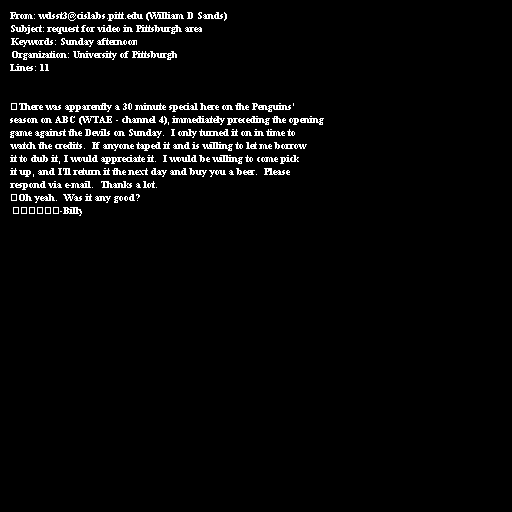 From: wdsst3@cislabs.pitt.edu (William D Sands)
Subject: request for video in Pittsburgh area
Keywords: Sunday afternoon
Organization: University of Pittsburgh
Lines: 11

□There was apparently a 30 minute special here on the Penguins'
season on ABC (WTAE - channel 4), immediately preceding the opening
game against the Devils on Sunday.  I only turned it on in time to
watch the credits.  If anyone taped it and is willing to let me borrow
it to dub it, I would appreciate it.  I would be willing to come pick
it up, and I'll return it the next day and buy you a beer.  Please
respond via e-mail.  Thanks a lot.
□Oh yeah.  Was it any good?
□□□□□□-Billy